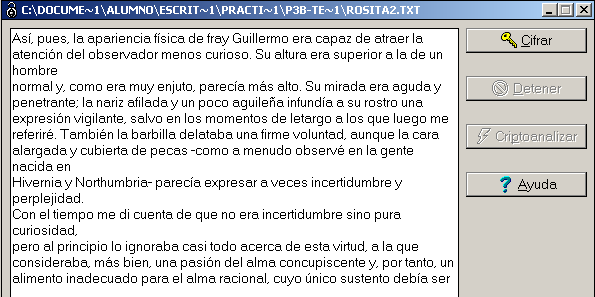 C:\DOCUME~1\ALUMNO\ESCRIT~1\PRACTI~1\P3B-TE~1\ROSITA2.TXT
Así, pues, la apariencia física de fray Guillermo era capaz de atraer la
atención del observador menos curioso. Su altura era superior a la de un
hombre
normal y, como era muy enjuto, parecía más alto. Su mirada era aguda y
penetrante; la nariz afilada y un poco aguileña infundía a su rostro una
expresión vigilante, salvo en los momentos de letargo a los que luego me
referiré. También la barbilla delataba una firme voluntad, aunque la cara
alargada y cubierta de pecas -como a menudo observé en la gente
nacida en
Hivernia y Northumbria- parecía expresar a veces incertidumbre y
perplejidad.
Con el tiempo me di cuenta de que no era incertidumbre sino pura
curiosidad,
pero al principio lo ignoraba casi todo acerca de esta virtud, a la que
consideraba, más bien, una pasión del alma concupiscente y, por tanto, un
alimento inadecuado para el alma racional, cuyo único sustento debía ser
Cifrar
Detener
Criptoanalizar
Ayuda